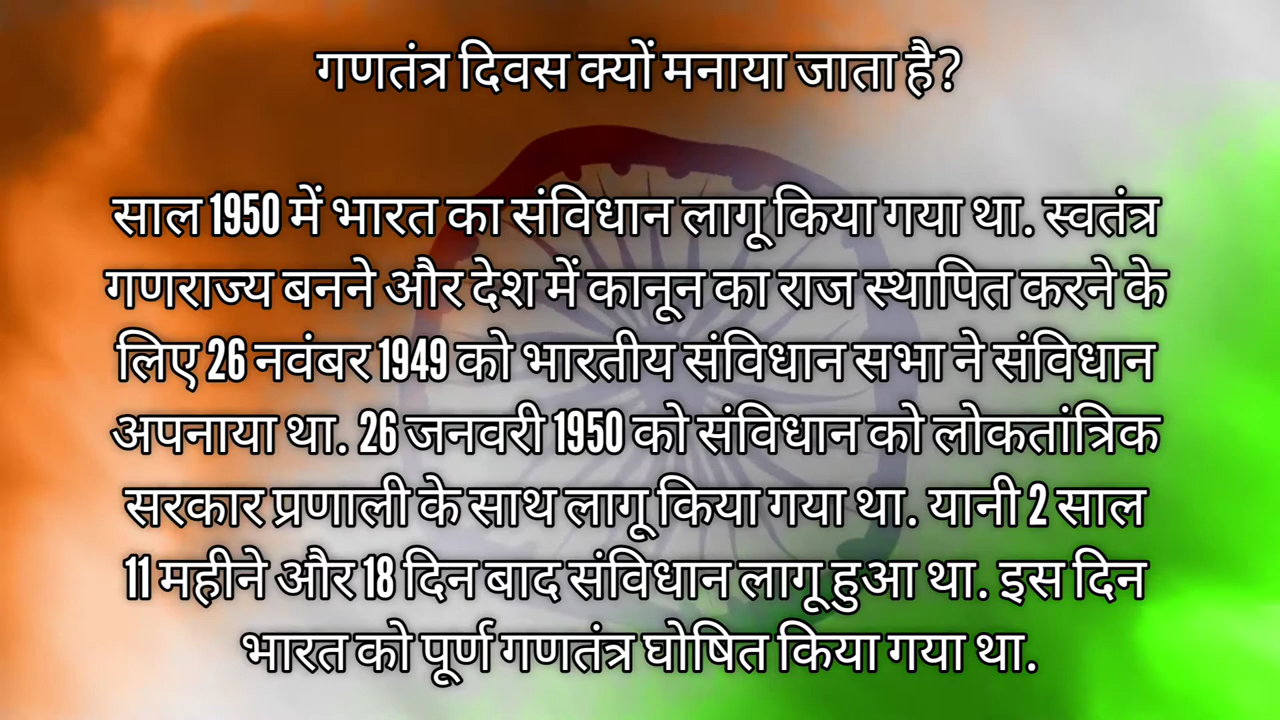 गणतंत्र दिवस क्यों मनाया जाता है?
साल 1950 में भारत का संविधान लागू किया गया था. स्वतंत्र
गणराज्य बनने और देश में कानून का राज स्थापित करने के
लिए 26 नवंबर 1949 को भारतीय संविधान सभा ने संविधान
अपनाया था. 26 जनवरी 1950 को संविधान को लोकतांत्रिक
सरकार प्रणाली के साथ लागू किया गया था. यानी 2 साल
11 महीने और 18 दिन बाद संविधान लागू हुआ था. इस दिन
भारत को पूर्ण गणतंत्र घोषित किया गया था.